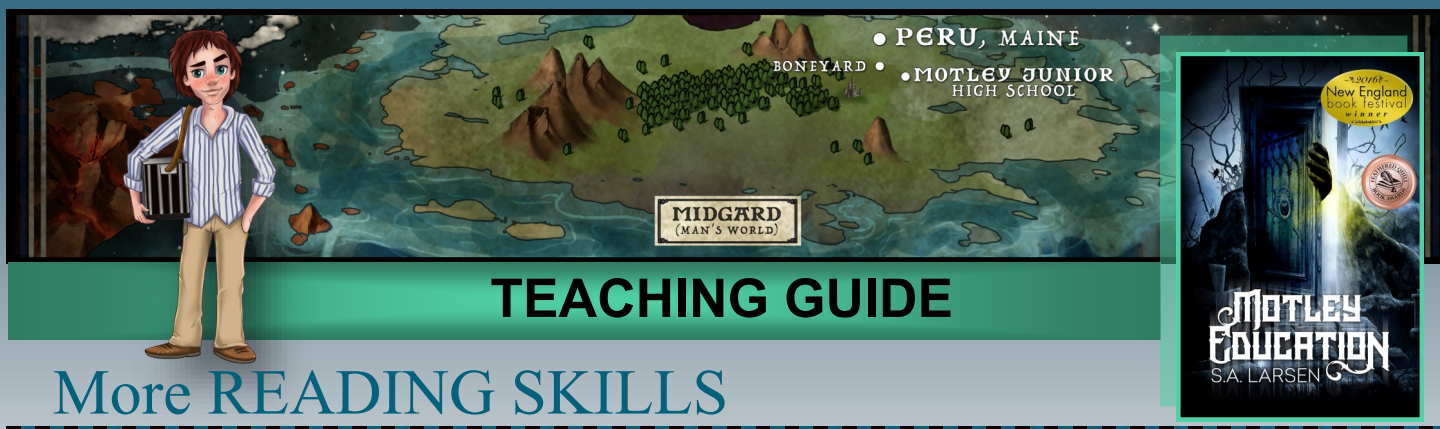 PERU, MAINE
BONEYARD
MOTLEY JUNIOR
HIGH SCHOOL
MIDGARD
(MAN'S WORLD)
TEACHING GUIDE
More READING SKILLS
2016
New England
book festival
winner
MOTLEY
EDUCATION
S.A. LARSEN